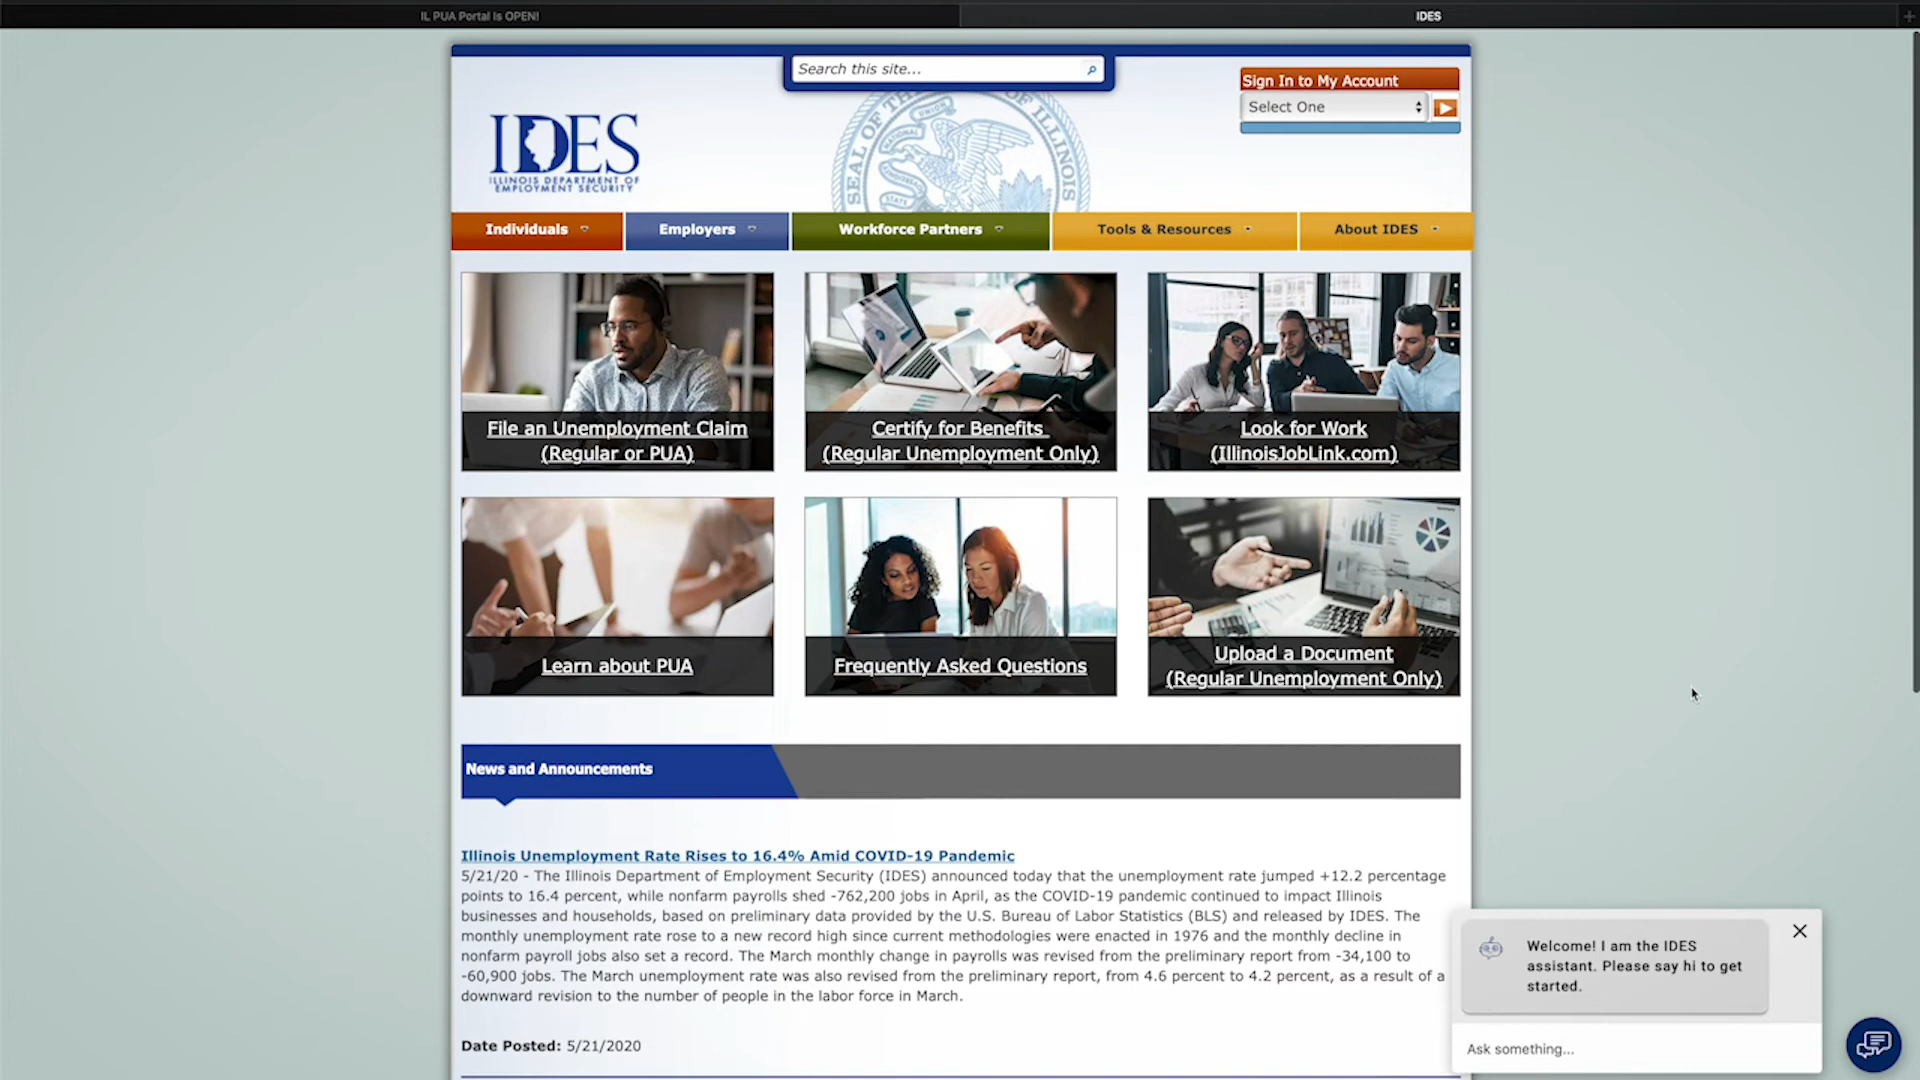 IL PUA Portal Is OPEN!
IDES
Search this site...
Sign In to My Account
Select One
SEAL OF THE
OF ILLINOIS
UNION
STATE
IDES
ILLINOIS DEPARTMENT OF
EMPLOYMENT SECURITY
Individuals
Employers
Workforce Partners
Tools & Resources
About IDES
File an Unemployment Claim
(Regular or PUA)
Certify for Benefits
(Regular Unemployment Only)
Look for Work
(IllinoisJobLink.com)
Learn about PUA
Frequently Asked Questions
Upload a Document
(Regular Unemployment Only)
News and Announcements
Illinois Unemployment Rate Rises to 16.4% Amid COVID-19 Pandemic
5/21/20 - The Illinois Department of Employment Security (IDES) announced today that the unemployment rate jumped +12.2 percentage
points to 16.4 percent, while nonfarm payrolls shed -762,200 jobs in April, as the COVID-19 pandemic continued to impact Illinois
businesses and households, based on preliminary data provided by the U.S. Bureau of Labor Statistics (BLS) and released by IDES. The
monthly unemployment rate rose to a new record high since current methodologies were enacted in 1976 and the monthly decline in
nonfarm payroll jobs also set a record. The March monthly change in payrolls was revised from the preliminary report from -34,100 to
-60,900 jobs. The March unemployment rate was also revised from the preliminary report, from 4.6 percent to 4.2 percent, as a result of a
downward revision to the number of people in the labor force in March.
Date Posted: 5/21/2020
Welcome! I am the IDES
assistant. Please say hi to get
started.
Ask something...